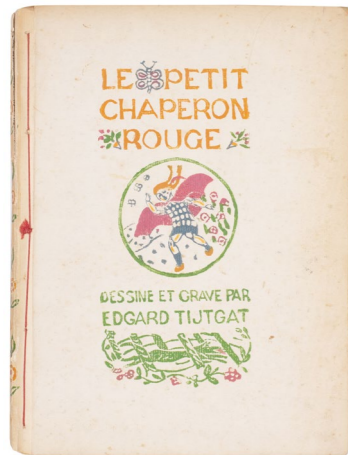 LE PETIT
CHAPERON
ROUGE
DESSINE ET GRAVE PAR
EDGARD TIJTGAT